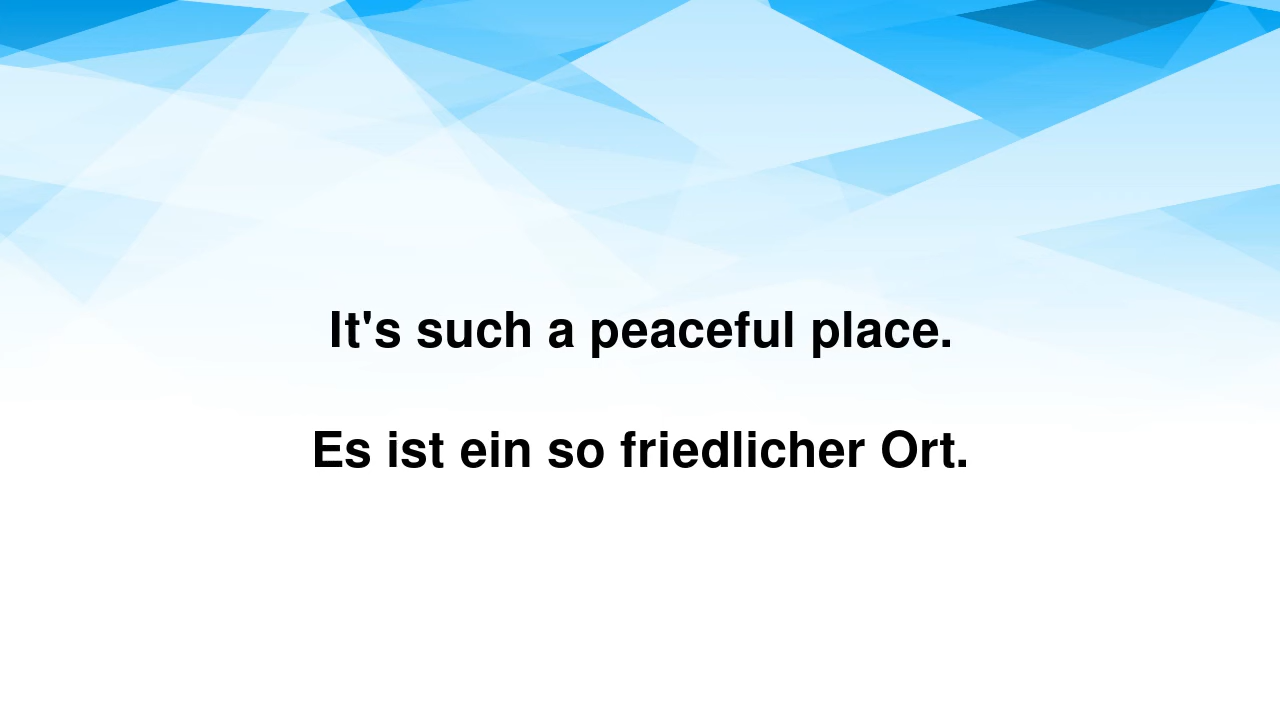 It's such a peaceful place.
Es ist ein so friedlicher Ort.